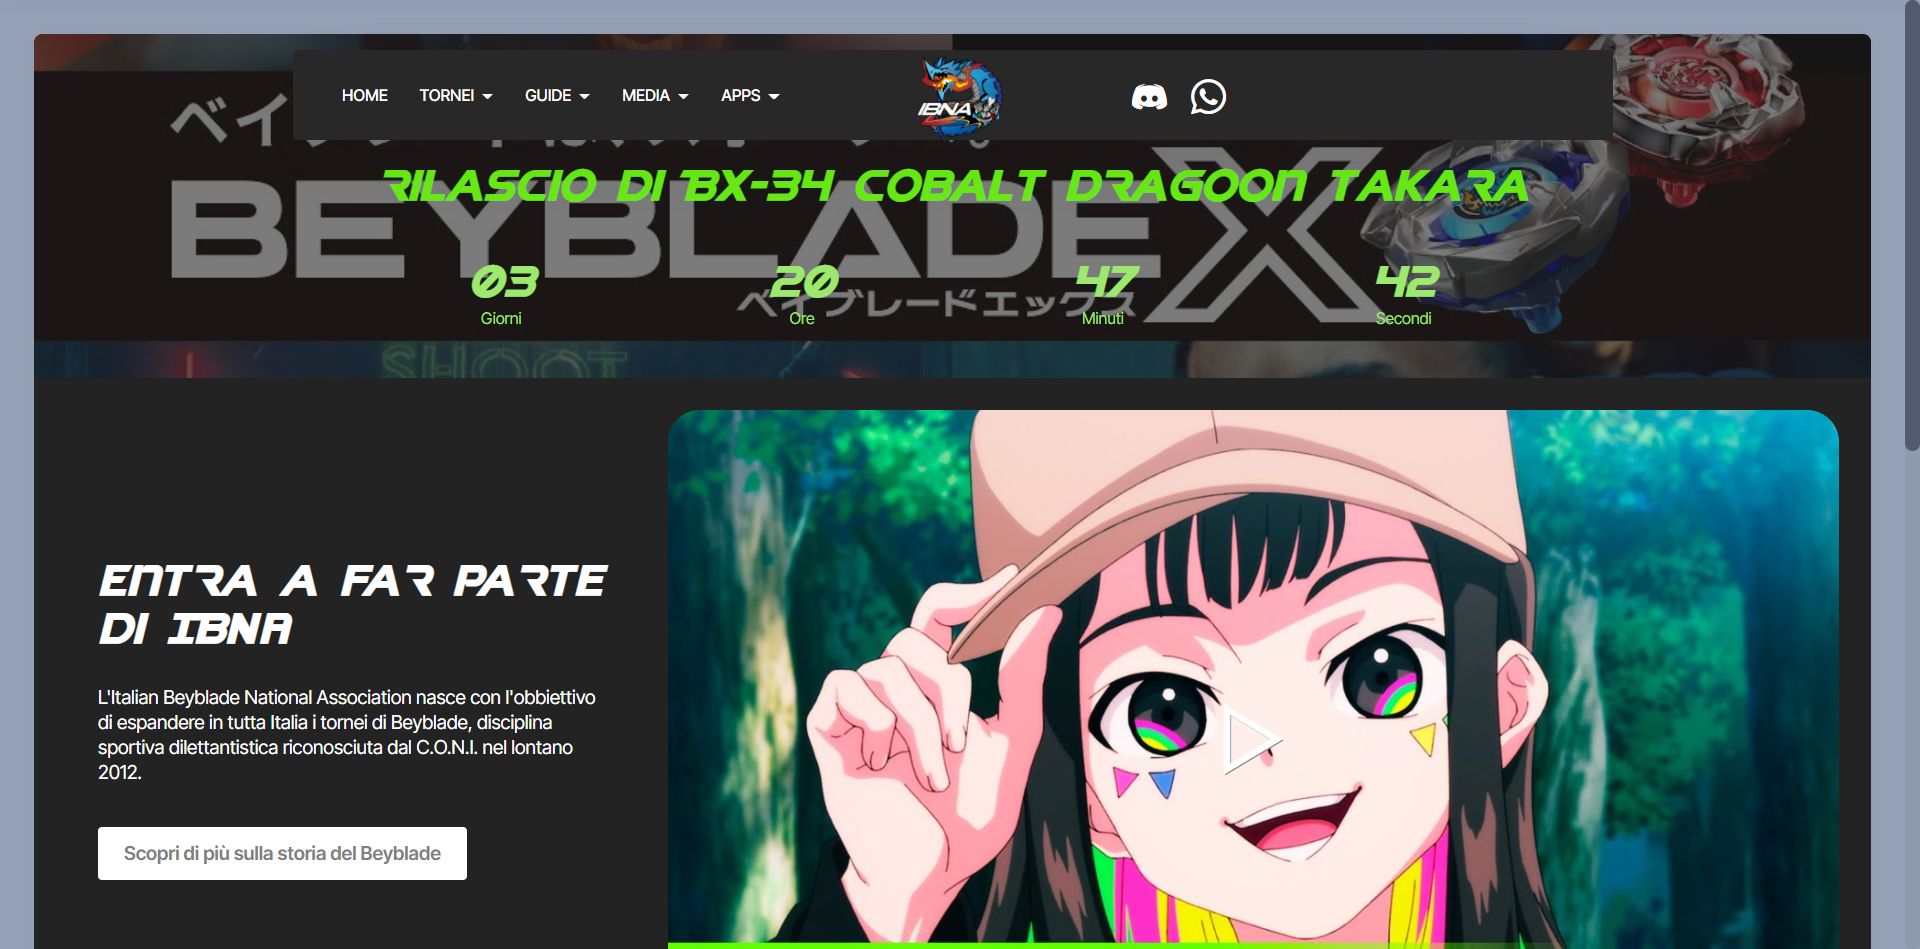 HOME TORNEI GUIDE MEDIA APPS
IBNA
ベイ
RILASCIO DI BX-34 COBALT DRAGOON TAKARA
BEYBLADE X
03 20 47 42
ベイブレードエックス
Giorni Ore Minuti Secondi
SHOOT
ENTRA A FAR PARTE
DI IBNA
L'Italian Beyblade National Association nasce con l'obbiettivo
di espandere in tutta Italia i tornei di Beyblade, disciplina
sportiva dilettantistica riconosciuta dal C.O.N.I. nel lontano
2012.
Scopri di più sulla storia del Beyblade